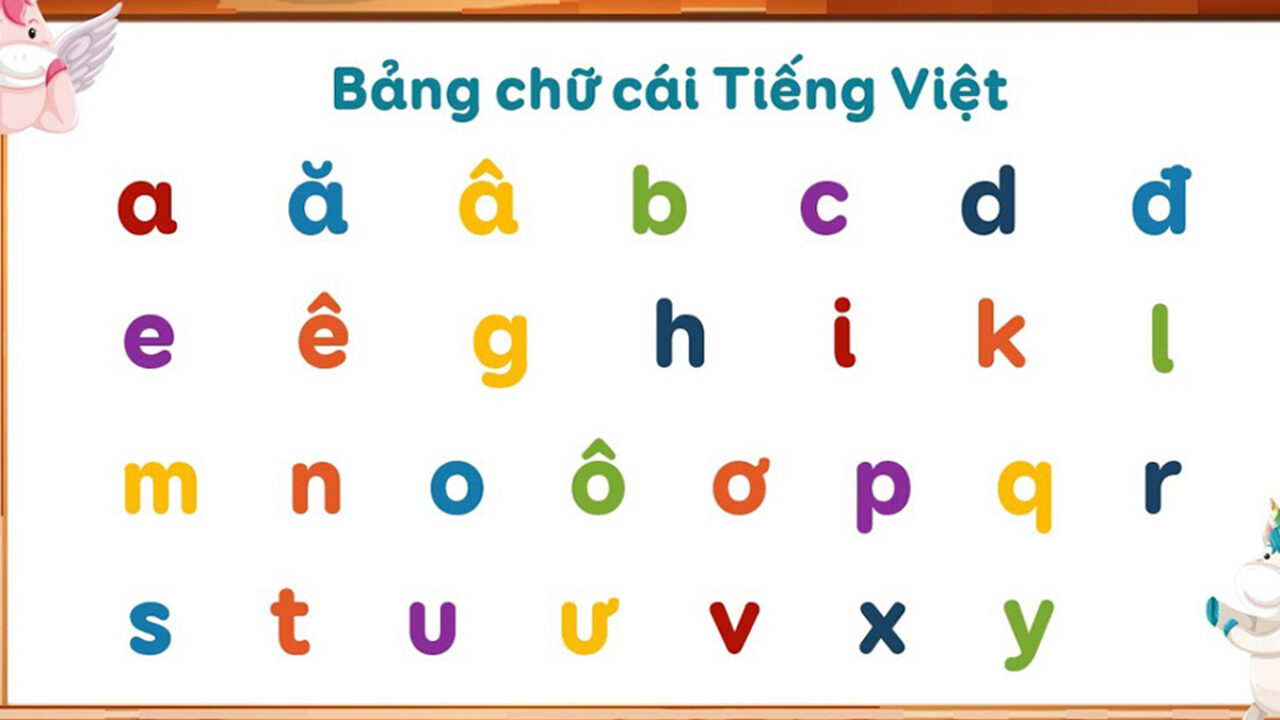 Bảng chữ cái Tiếng Việt
a ă â b c d đ
e ê g h i k l
m n o ô ơ p q r
s t u ư v x y